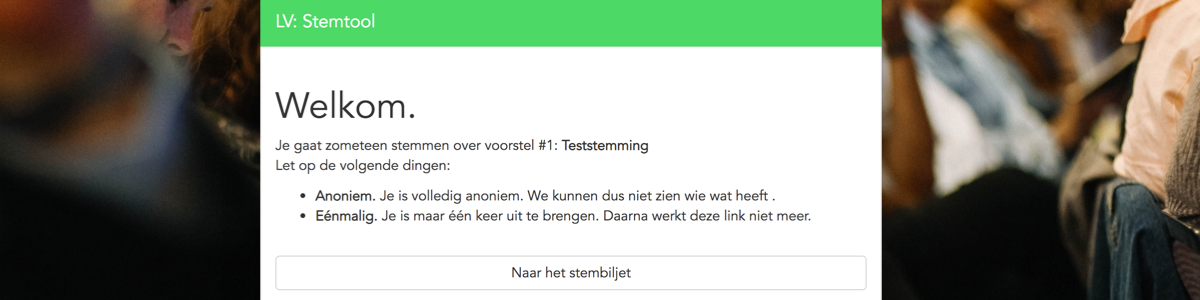 LV: Stemtool
Welkom.
Je gaat zometeen stemmen over voorstel #1: Teststemming
Let op de volgende dingen:
• Anoniem. Je is volledig anoniem. We kunnen dus niet zien wie wat heeft .
• Eénmalig. Je is maar één keer uit te brengen. Daarna werkt deze link niet meer.
Naar het stembiljet